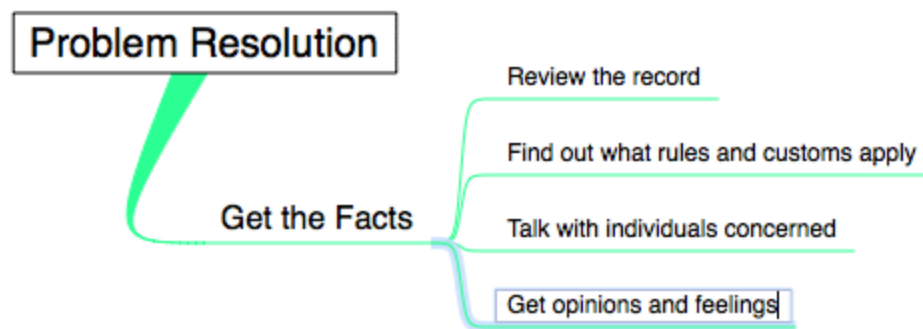 Problem Resolution
Review the record
Find out what rules and customs apply
Get the Facts
Talk with individuals concerned
Get opinions and feelings